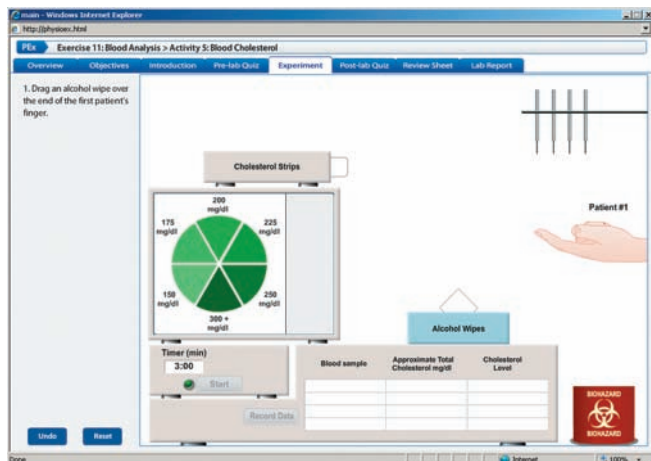 main - Windows Internet Explorer
http://physioex.html
PEx Exercise 11: Blood Analysis > Activity 5: Blood Cholesterol
Overview Objectives Introduction Pre-lab Quiz Experiment Post-lab Quiz Review Sheet Lab Report
1. Drag an alcohol wipe over
the end of the first patient's
finger.
Cholesterol Strips
200
mg/dl
175
mg/dl
225
mg/dl
150
mg/dl
250
mg/dl
300 +
mg/dl
Patient #1
Alcohol Wipes
Timer (min)
3:00
Start
Blood sample
Approximate Total
Cholesterol mg/dl
Cholesterol
Level
Record Data
BIOHAZARD
BIOHAZARD
Undo Reset
Done Internet 100%